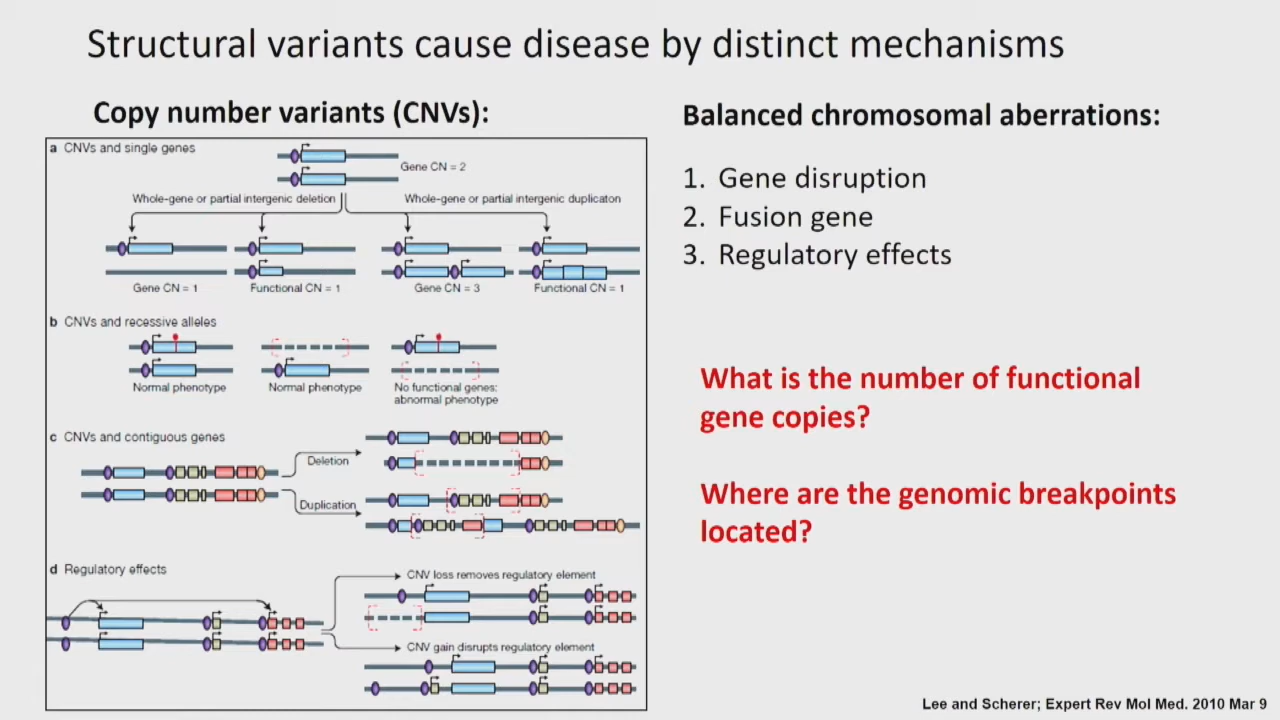 Structural variants cause disease by distinct mechanisms
Copy number variants (CNVs):
a CNVs and single genes
Gene CN = 2
Whole-gene or partial intergenic deletion
Whole-gene or partial intergenic duplicaton
Gene CN = 1
Functional CN = 1
Gene CN = 3
Functional CN = 1
b CNVs and recessive alleles
Normal phenotype
Normal phenotype
No functional genes:
abnormal phenotype
c CNVs and contiguous genes
Deletion
Duplication
d Regulatory effects
CNV loss removes regulatory element
CNV gain disrupts regulatory element
Balanced chromosomal aberrations:
1. Gene disruption
2. Fusion gene
3. Regulatory effects
What is the number of functional
gene copies?
Where are the genomic breakpoints
located?
Lee and Scherer; Expert Rev Mol Med. 2010 Mar 9